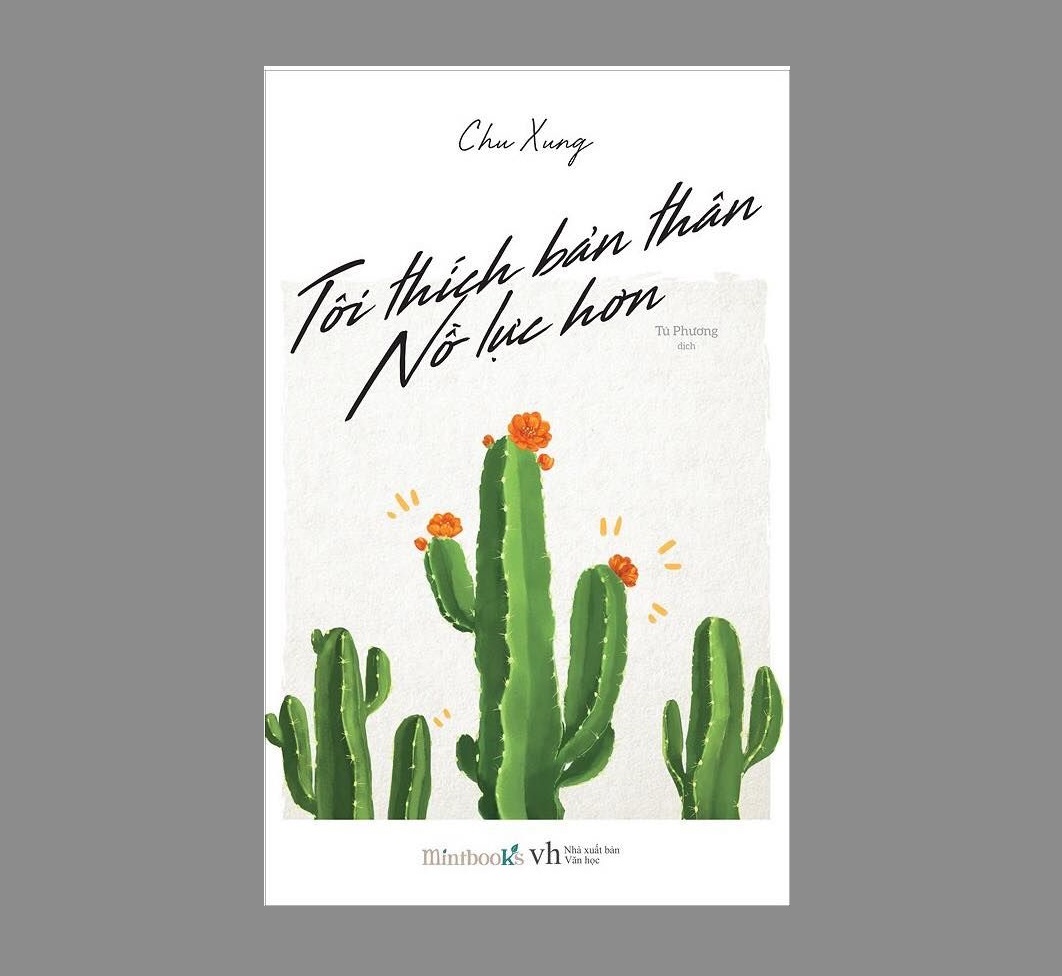 Chu Xung
Tôi thích bản thân
Nỗ lực hơn
Tú Phương
dịch
Mintbooks vh Nhà xuất bản
Văn học